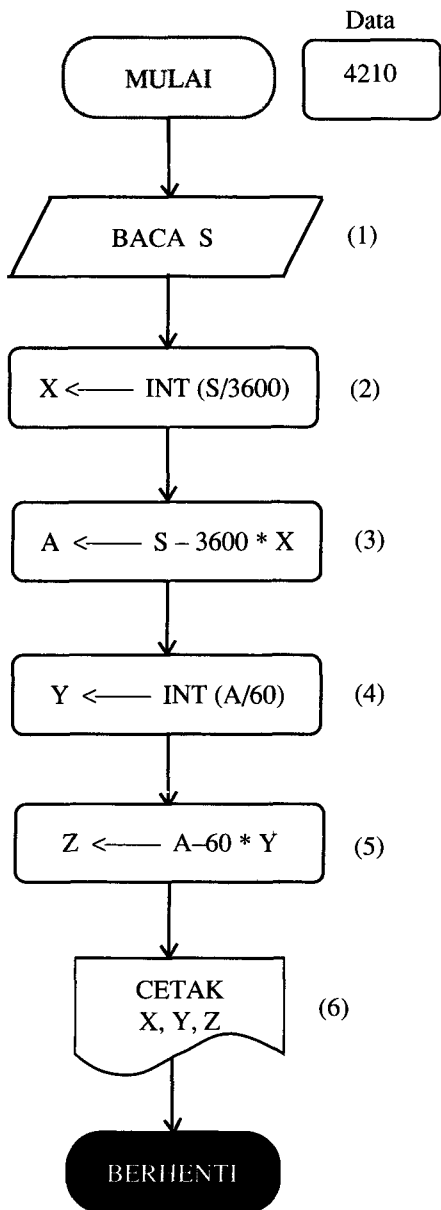 Data
MULAI
4210
BACA S
(1)
X <—— INT (S/3600)
(2)
A <—— S – 3600 * X
(3)
Y <—— INT (A/60)
(4)
Z <—— A–60 * Y
(5)
CETAK
X, Y, Z
(6)
BERHENTI